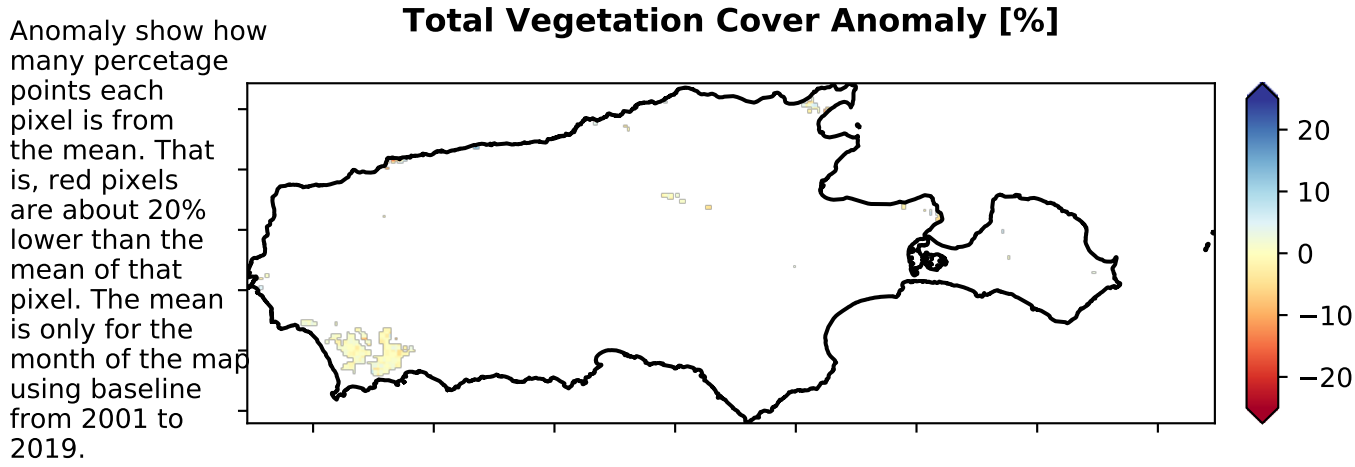 Total Vegetation Cover Anomaly [%]
Anomaly show how
many percetage
points each
pixel is from
the mean. That
is, red pixels
are about 20%
lower than the
mean of that
pixel. The mean
is only for the
month of the map
using baseline
from 2001 to
2019.
20
10
0
−10
−20